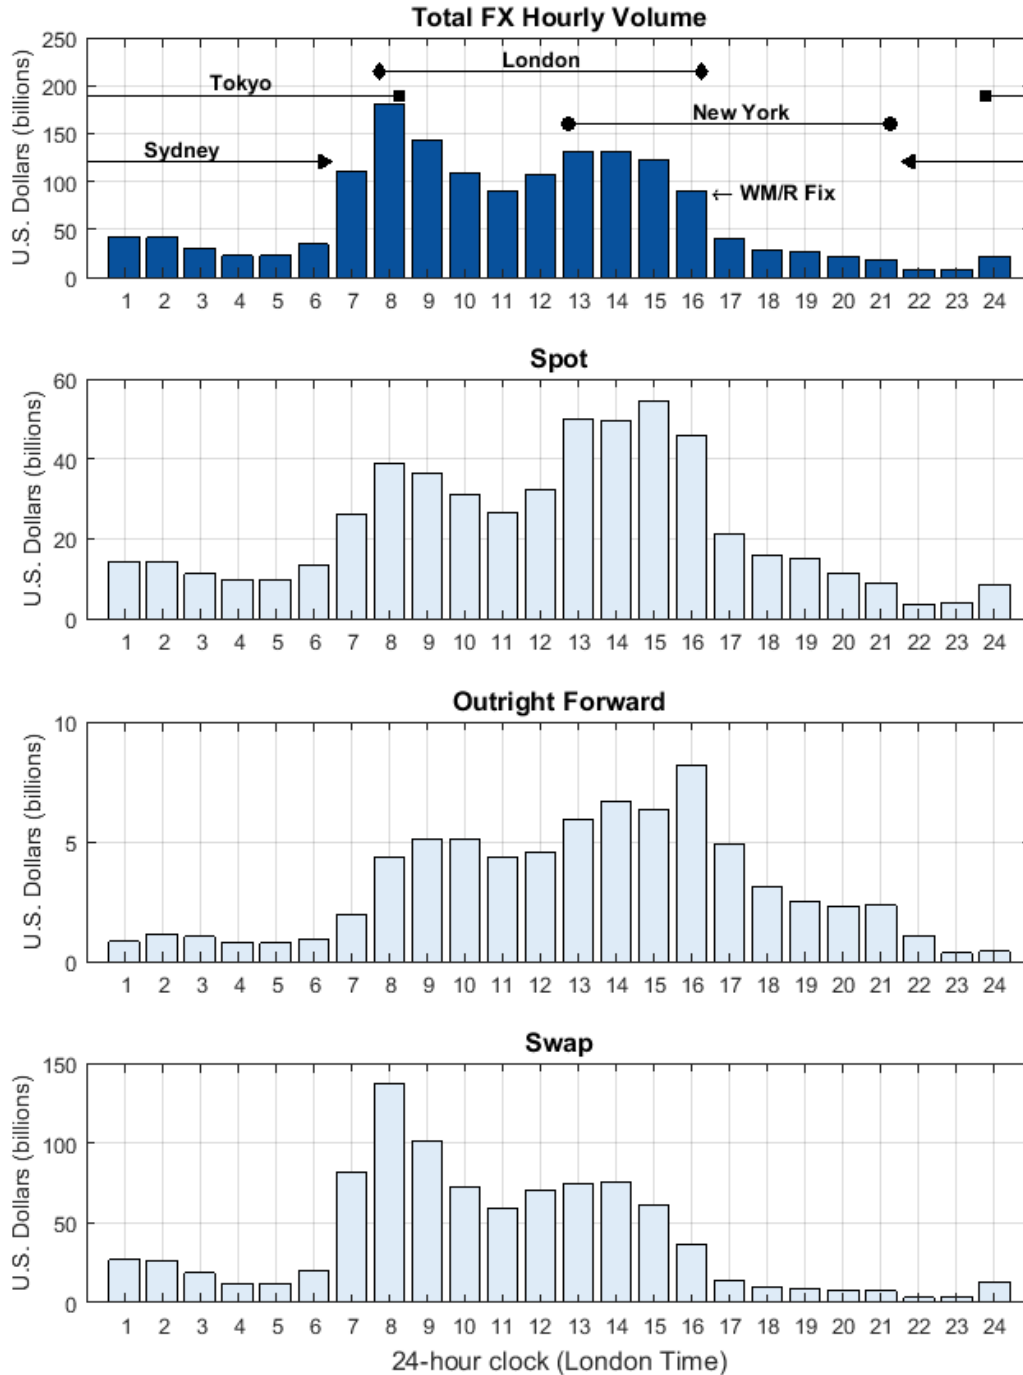 Total FX Hourly Volume
U.S. Dollars (billions)
250
200
150
100
50
0
London
Tokyo
New York
Sydney
← WM/R Fix
1 2 3 4 5 6 7 8 9 10 11 12 13 14 15 16 17 18 19 20 21 22 23 24
Spot
U.S. Dollars (billions)
60
40
20
0
1 2 3 4 5 6 7 8 9 10 11 12 13 14 15 16 17 18 19 20 21 22 23 24
Outright Forward
U.S. Dollars (billions)
10
5
0
1 2 3 4 5 6 7 8 9 10 11 12 13 14 15 16 17 18 19 20 21 22 23 24
Swap
U.S. Dollars (billions)
150
100
50
0
1 2 3 4 5 6 7 8 9 10 11 12 13 14 15 16 17 18 19 20 21 22 23 24
24-hour clock (London Time)